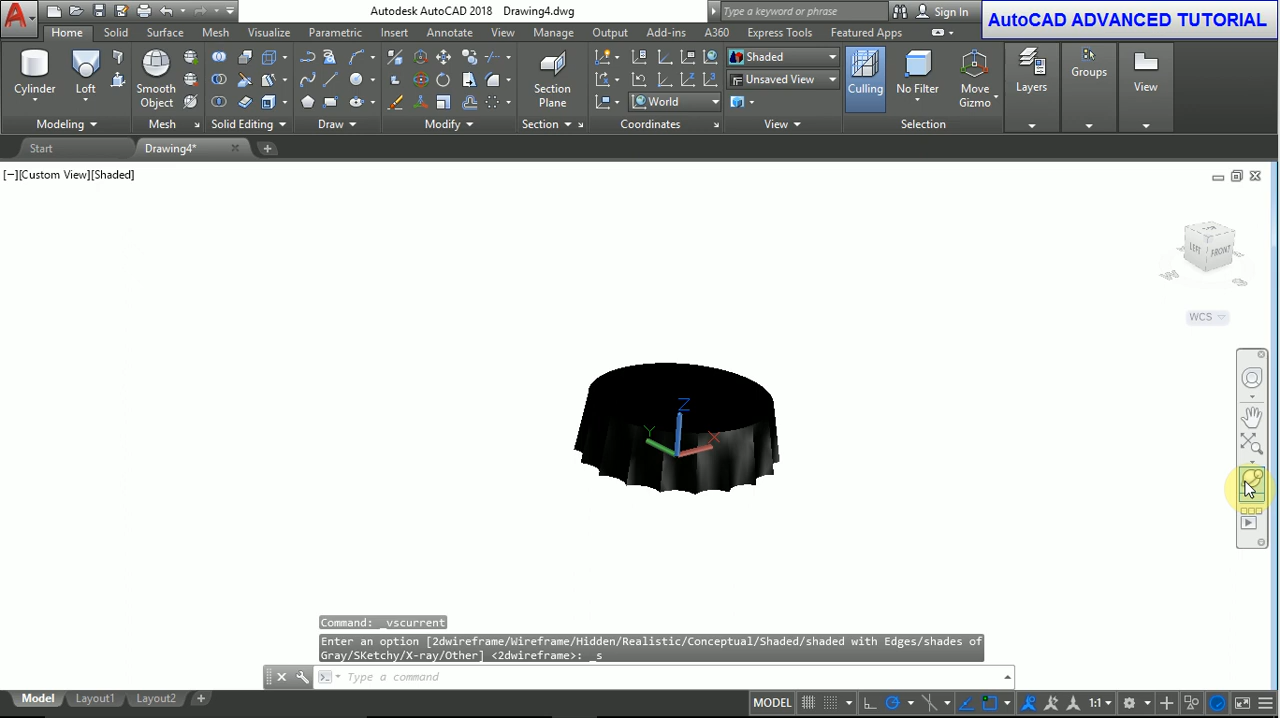 Autodesk AutoCAD 2018 Drawing4.dwg
Type a keyword or phrase
Sign In
AutoCAD ADVANCED TUTORIAL
Home Solid Surface Mesh Visualize Parametric Insert Annotate View Manage Output Add-ins A360 Express Tools Featured Apps
Cylinder
Loft
Smooth
Object
Section
Plane
Shaded
Unsaved View
World
Culling
No Filter
Move
Gizmo
Layers
Groups
View
Modeling
Mesh
Solid Editing
Draw
Modify
Section
Coordinates
View
Selection
Start
Drawing4*
[−][Custom View][Shaded]
LEFT
FRONT
WCS
Z
Y
X
Command: _vscurrent
Enter an option [2dwireframe/Wireframe/Hidden/Realistic/Conceptual/Shaded/shaded with Edges/shades of
Gray/SKetchy/X-ray/Other] <2dwireframe>: _s
Type a command
Model
Layout1
Layout2
MODEL
1:1